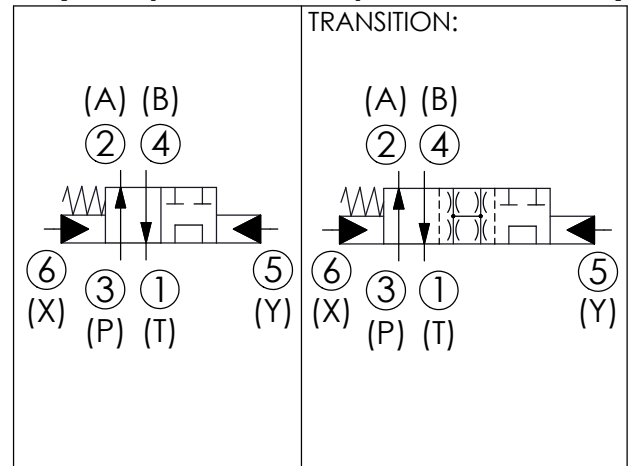 TRANSITION:
(A) (B)
2 4
6 3 1 5
(X) (P) (T) (Y)
(A) (B)
2 4
6 3 1 5
(X) (P) (T) (Y)